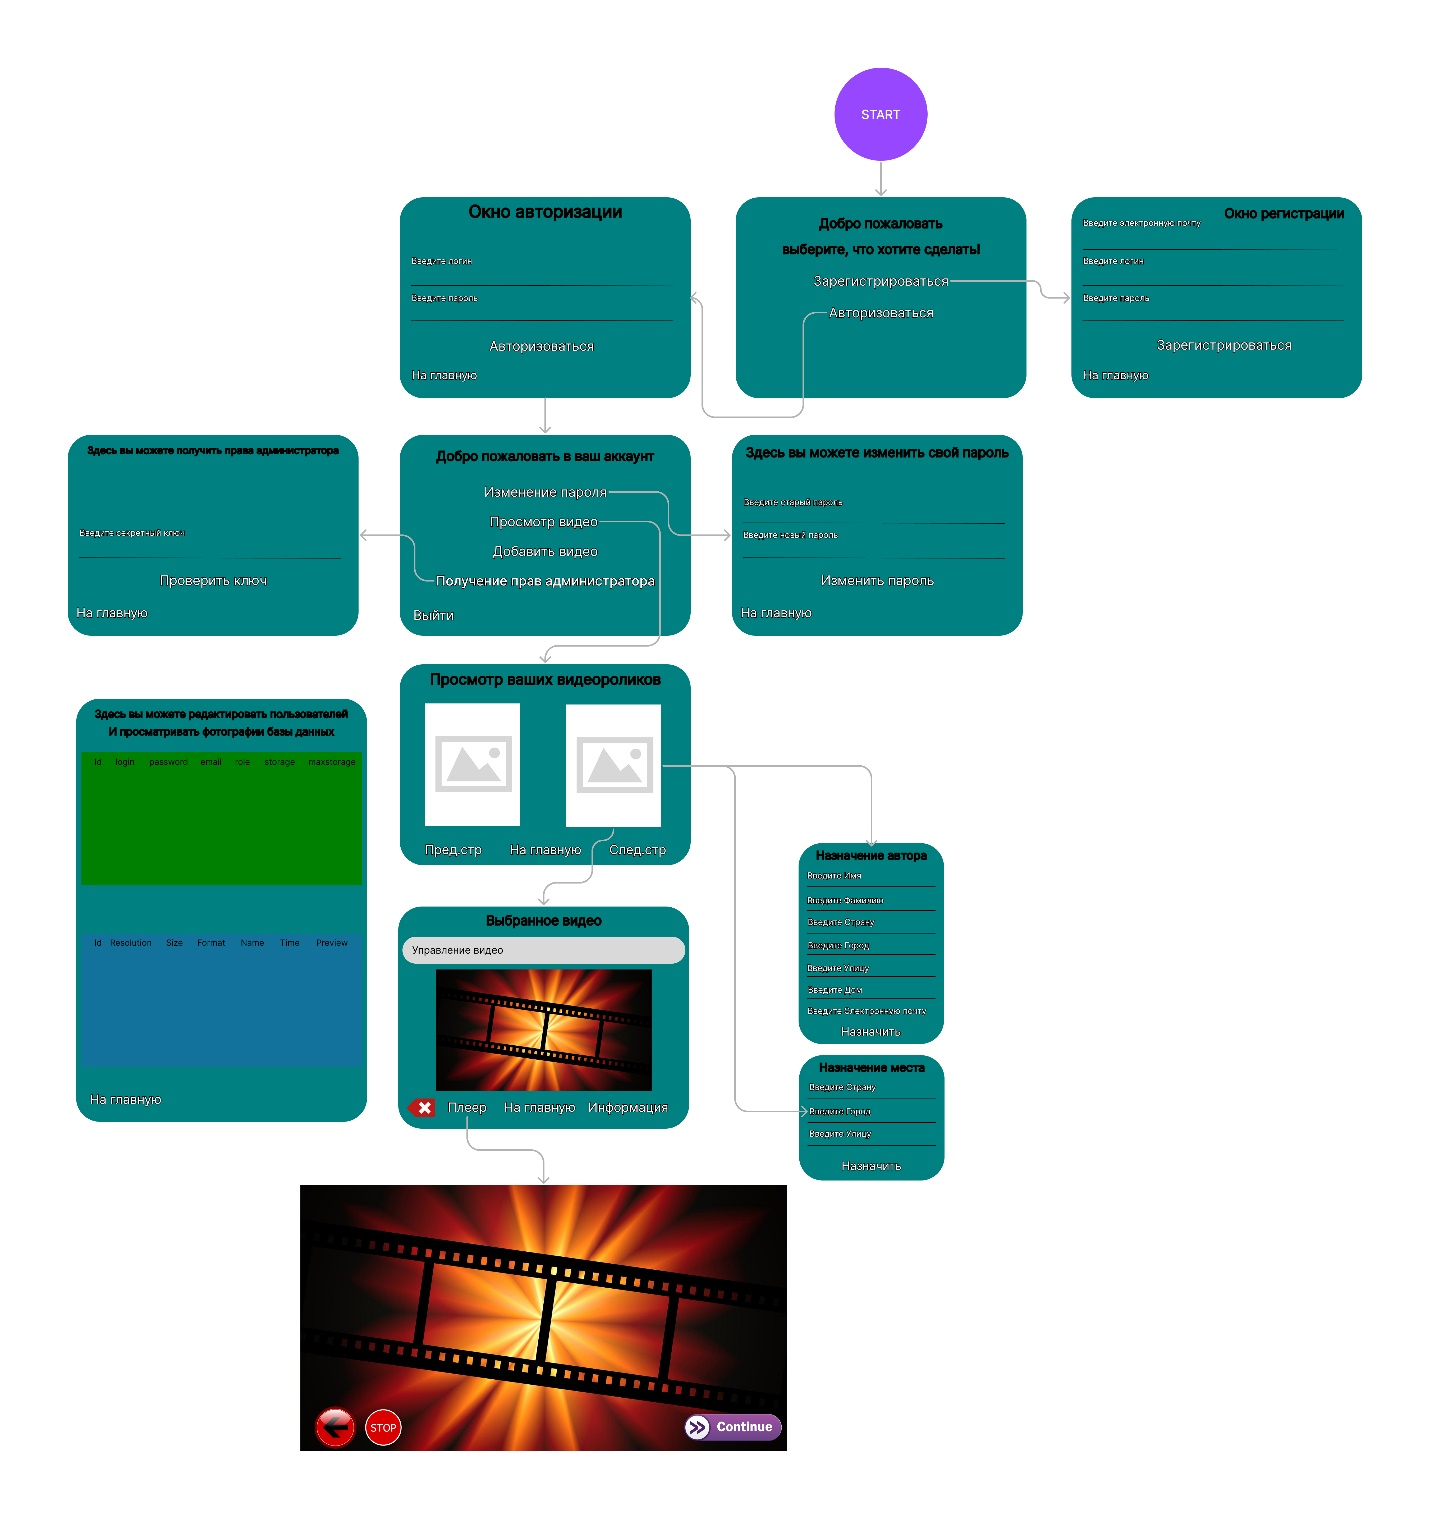 START
Окно авторизации
Введите логин
Введите пароль
Авторизоваться
На главную
Добро пожаловать
выберите, что хотите сделать!
Зарегистрироваться
Авторизоваться
Окно регистрации
Введите электронную почту
Введите логин
Введите пароль
Зарегистрироваться
На главную
Здесь вы можете получить права администратора
Введите секретный ключ
Проверить ключ
На главную
Добро пожаловать в ваш аккаунт
Изменение пароля
Просмотр видео
Добавить видео
Получение прав администратора
Выйти
Здесь вы можете изменить свой пароль
Введите старый пароль
Введите новый пароль
Изменить пароль
На главную
Здесь вы можете редактировать пользователей
И просматривать фотографии базы данных
id login password email role storage maxstorage
id Resolution Size Format Name Time Preview
На главную
Просмотр ваших видеороликов
Пред.стр На главную След.стр
Выбранное видео
Управление видео
Плеер На главную Информация
Назначение автора
Введите Имя
Введите Фамилию
Введите Страну
Введите Город
Введите Улицу
Введите Дом
Введите Электронную почту
Назначить
Назначение места
Введите Страну
Введите Город
Введите Улицу
Назначить
STOP
Continue